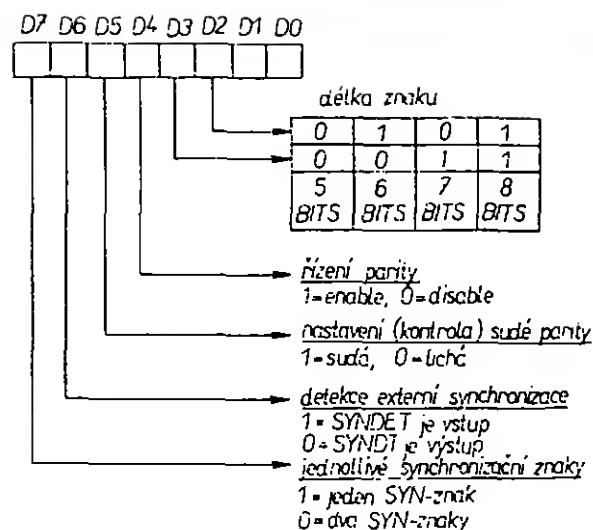 D7 D6 D5 D4 D3 D2 D1 D0
délka znaku
0 1 0 1
0 0 1 1
5 6 7 8
BITS BITS BITS BITS
řízení parity
1=enable, 0=disable
nastavení (kontrola) sudé parity
1=sudá, 0=lichá
detekce externí synchronizace
1= SYNDET je vstup
0= SYNDT je výstup
jednotlivé synchronizační znaky
1= jeden SYN-znak
0= dva SYN-znaky